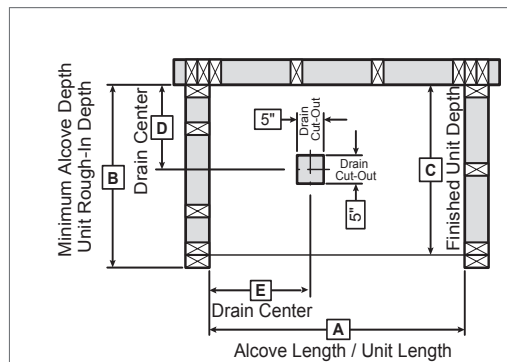 Minimum Alcove Depth
Unit Rough-In Depth
B
D
Drain Center
5"
Drain
Cut-Out
Drain
Cut-Out
5"
C
Finished Unit Depth
E
Drain Center
A
Alcove Length / Unit Length